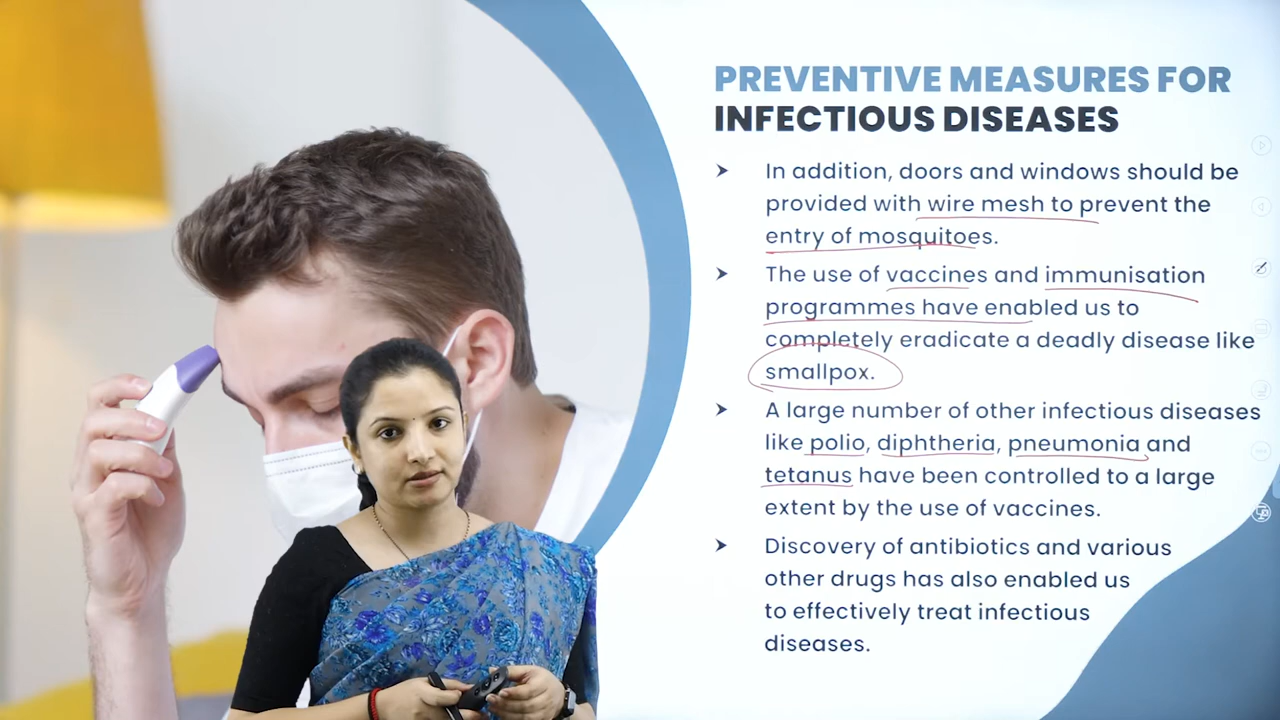 PREVENTIVE MEASURES FOR
INFECTIOUS DISEASES
➤ In addition, doors and windows should be
provided with wire mesh to prevent the
entry of mosquitoes.
➤ The use of vaccines and immunisation
programmes have enabled us to
completely eradicate a deadly disease like
smallpox.
➤ A large number of other infectious diseases
like polio, diphtheria, pneumonia and
tetanus have been controlled to a large
extent by the use of vaccines.
➤ Discovery of antibiotics and various
other drugs has also enabled us
to effectively treat infectious
diseases.